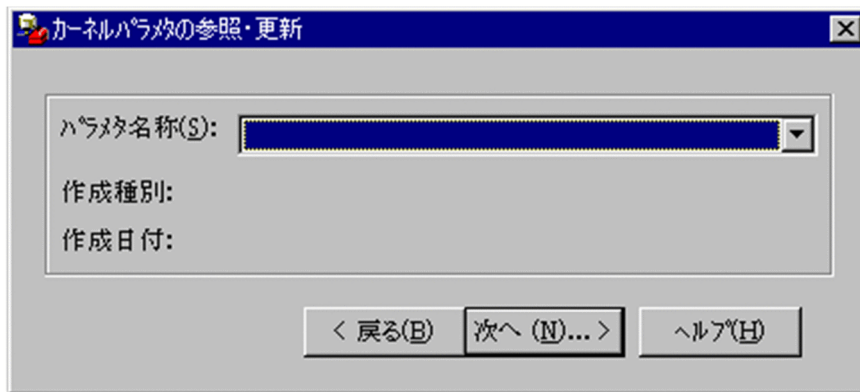 カーネルパラメタの参照・更新
パラメタ名称(S):
作成種別:
作成日付:
< 戻る(B) 次へ (N)... > ヘルプ(H)